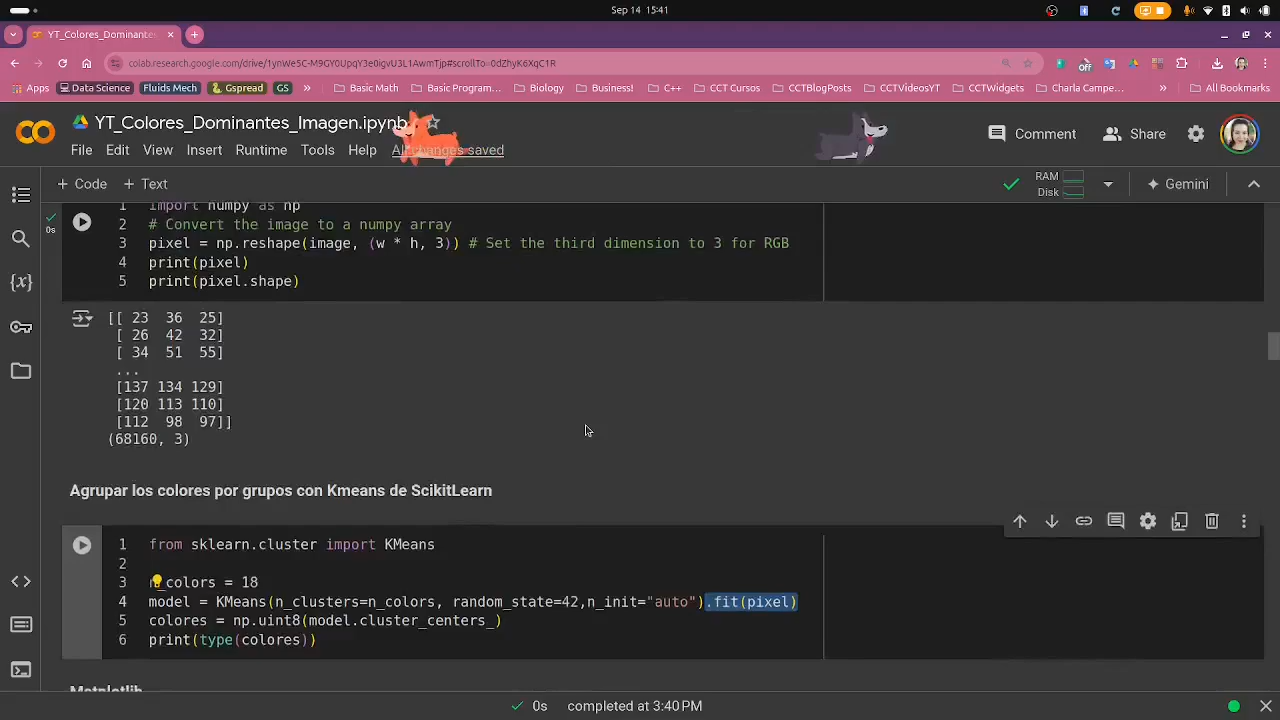 Sep 14 15:41
YT_Colores_Dominantes
colab.research.google.com/drive/1ynWe5C-M9GY0UpqY3e0igvU3L1AwmTjp#scrollTo=0dZhyK6XqC1R
Apps
Data Science
Fluids Mech
Gspread
GS
»
Basic Math
Basic Program...
Biology
Business!
C++
CCT Cursos
CCTBlogPosts
CCTVideosYT
CCTWidgets
Charla Campe...
»
All Bookmarks
YT_Colores_Dominantes_Imagen.ipynb
Comment
Share
File Edit View Insert Runtime Tools Help All changes saved
+ Code + Text
RAM
Disk
Gemini
0s
1 import numpy as np
2 # Convert the image to a numpy array
3 pixel = np.reshape(image, (w * h, 3)) # Set the third dimension to 3 for RGB
4 print(pixel)
5 print(pixel.shape)
[[ 23 36 25]
[ 26 42 32]
[ 34 51 55]
...
[137 134 129]
[120 113 110]
[112 98 97]]
(68160, 3)
Agrupar los colores por grupos con Kmeans de ScikitLearn
1 from sklearn.cluster import KMeans
2
3 n_colors = 18
4 model = KMeans(n_clusters=n_colors, random_state=42,n_init="auto").fit(pixel)
5 colores = np.uint8(model.cluster_centers_)
6 print(type(colores))
Matplotlib
0s completed at 3:40 PM